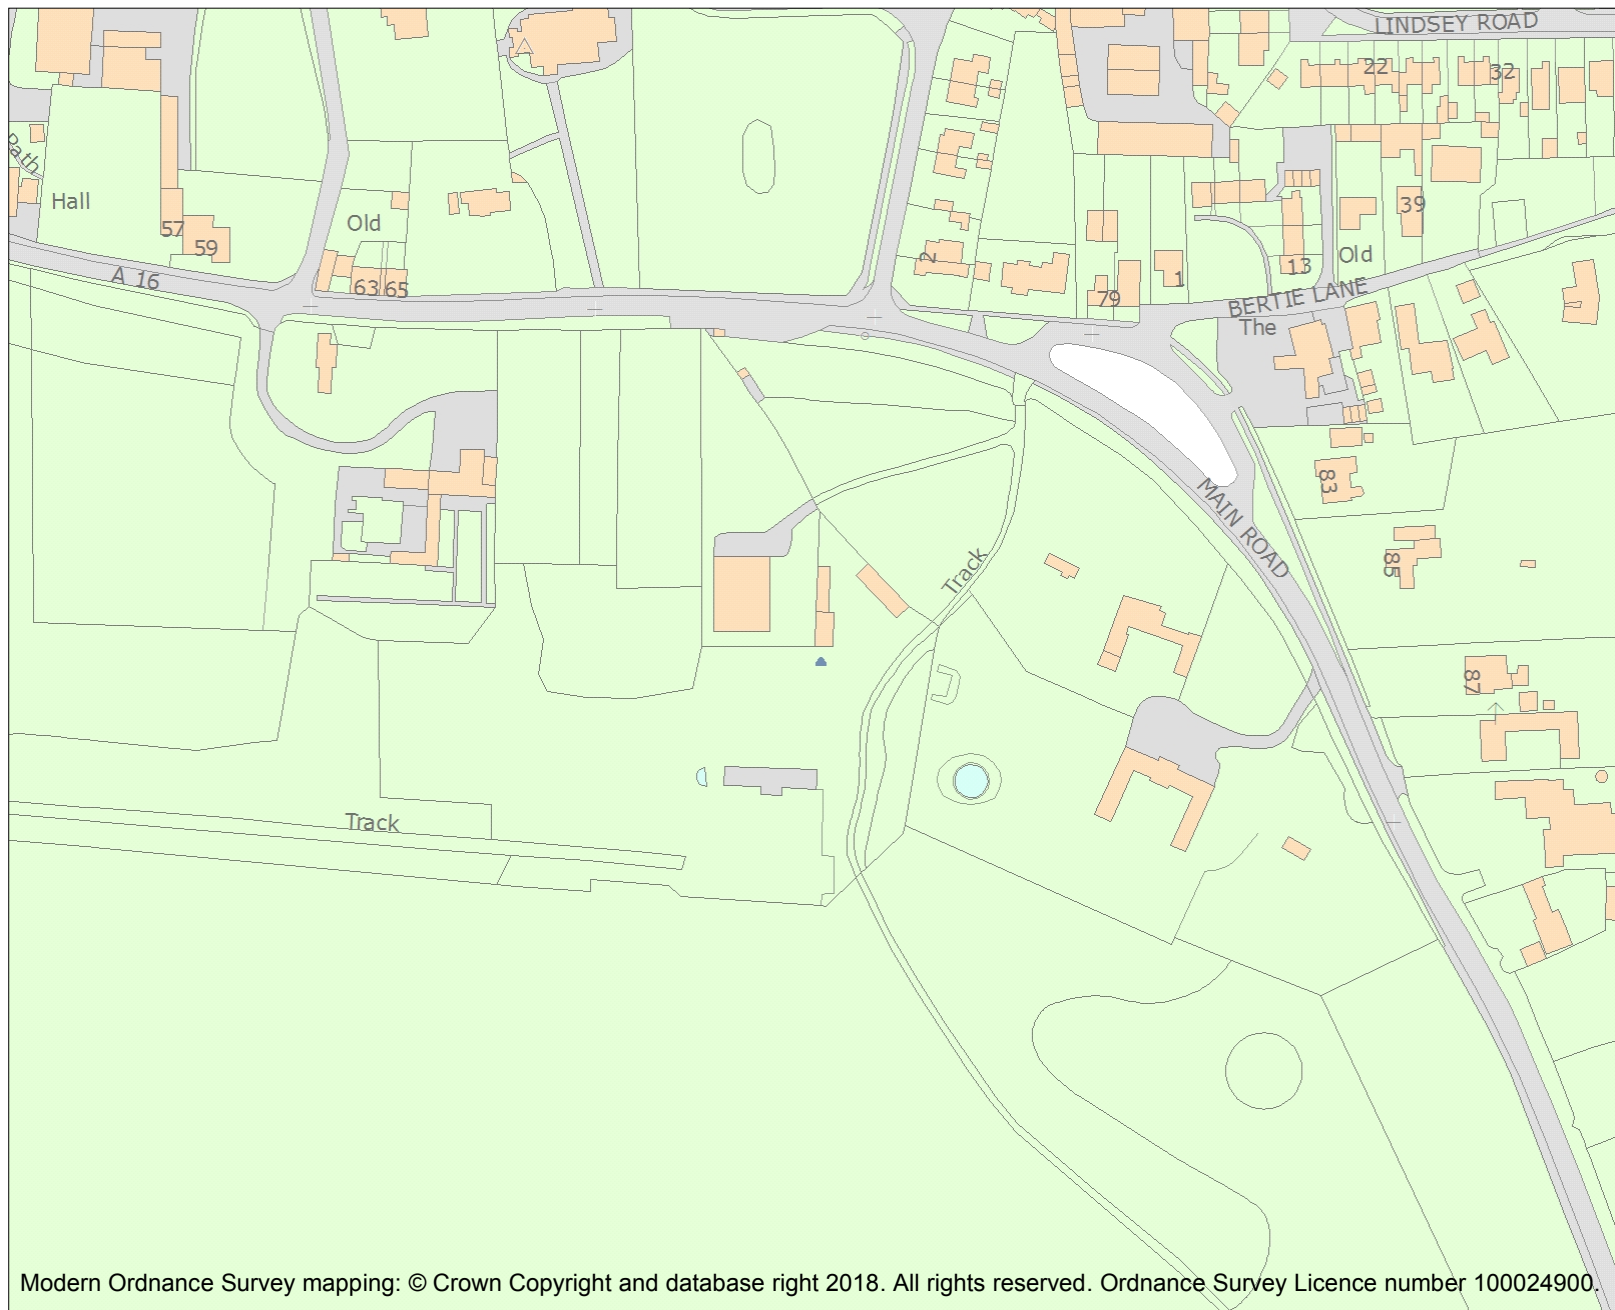 LINDSEY ROAD
22
32
Path
Hall
57
59
Old
A 16
63
65
2
79
1
13
39
Old
BERTIE LANE
The
83
MAIN ROAD
85
Track
87
Track
Modern Ordnance Survey mapping: © Crown Copyright and database right 2018. All rights reserved. Ordnance Survey Licence number 100024900.